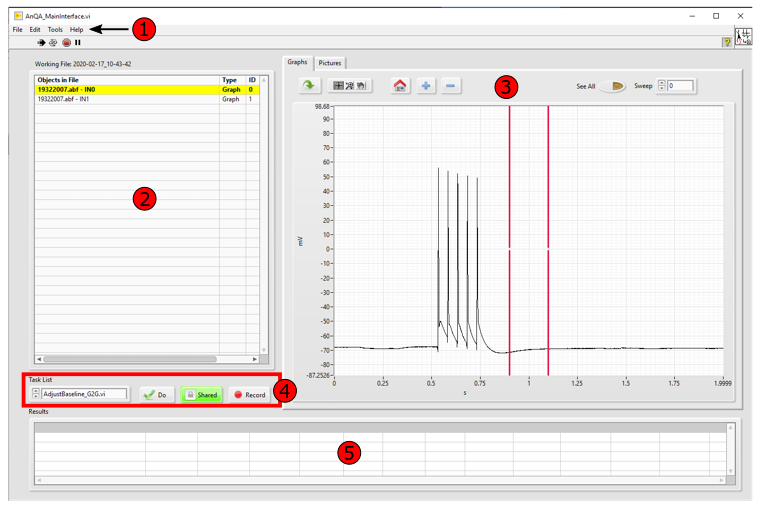 AnQA_MainInterface.vi
File Edit Tools Help
1
Working File: 2020-02-17_10-43-42
Objects in File Type ID
19322007.abf - IN0 Graph 0
19322007.abf - IN1 Graph 1
2
Graphs Pictures
3
See All Sweep 0
98.68
90
80
70
60
50
40
30
20
10
0
-10
-20
-30
-40
-50
-60
-70
-80
-87.2526
mV
0 0.25 0.5 0.75 1 1.25 1.5 1.75 1.9999
s
Task List
AdjustBaseline_G2G.vi Do Shared Record
4
Results
5